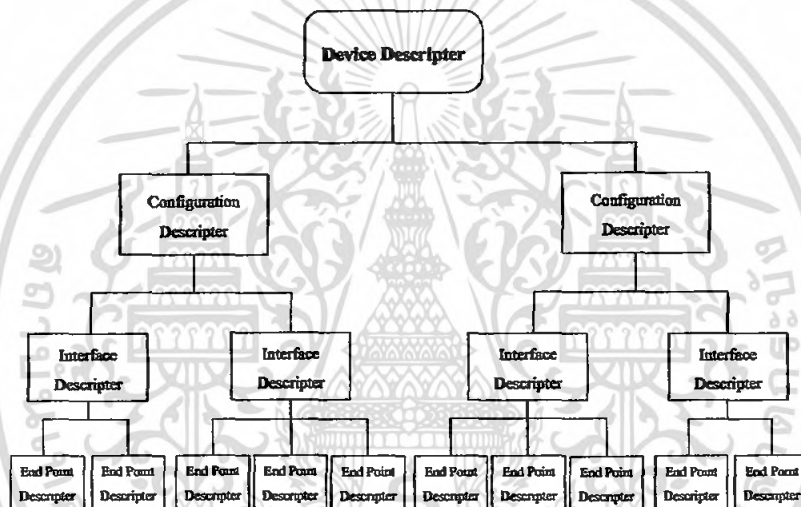 Device Descripter
Configuration
Descripter
Configuration
Descripter
Interface
Descripter
Interface
Descripter
Interface
Descripter
Interface
Descripter
End Point
Descripter
End Point
Descripter
End Point
Descripter
End Point
Descripter
End Point
Descripter
End Point
Descripter
End Point
Descripter
End Point
Descripter
End Point
Descripter
End Point
Descripter